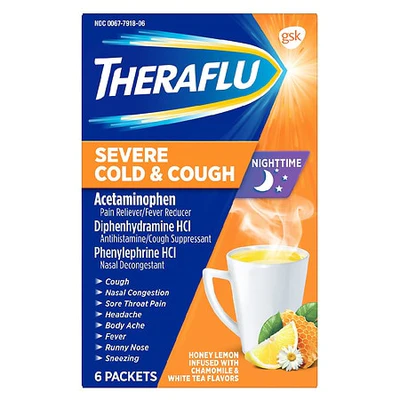 NDC 0067-7918-06
gsk
THERAFLU
SEVERE
COLD & COUGH
NIGHTTIME
Acetaminophen
Pain Reliever/Fever Reducer
Diphenhydramine HCl
Antihistamine/Cough Suppressant
Phenylephrine HCl
Nasal Decongestant
• Cough
• Nasal Congestion
• Sore Throat Pain
• Headache
• Body Ache
• Fever
• Runny Nose
• Sneezing
6 PACKETS
HONEY LEMON
INFUSED WITH
CHAMOMILE &
WHITE TEA FLAVORS